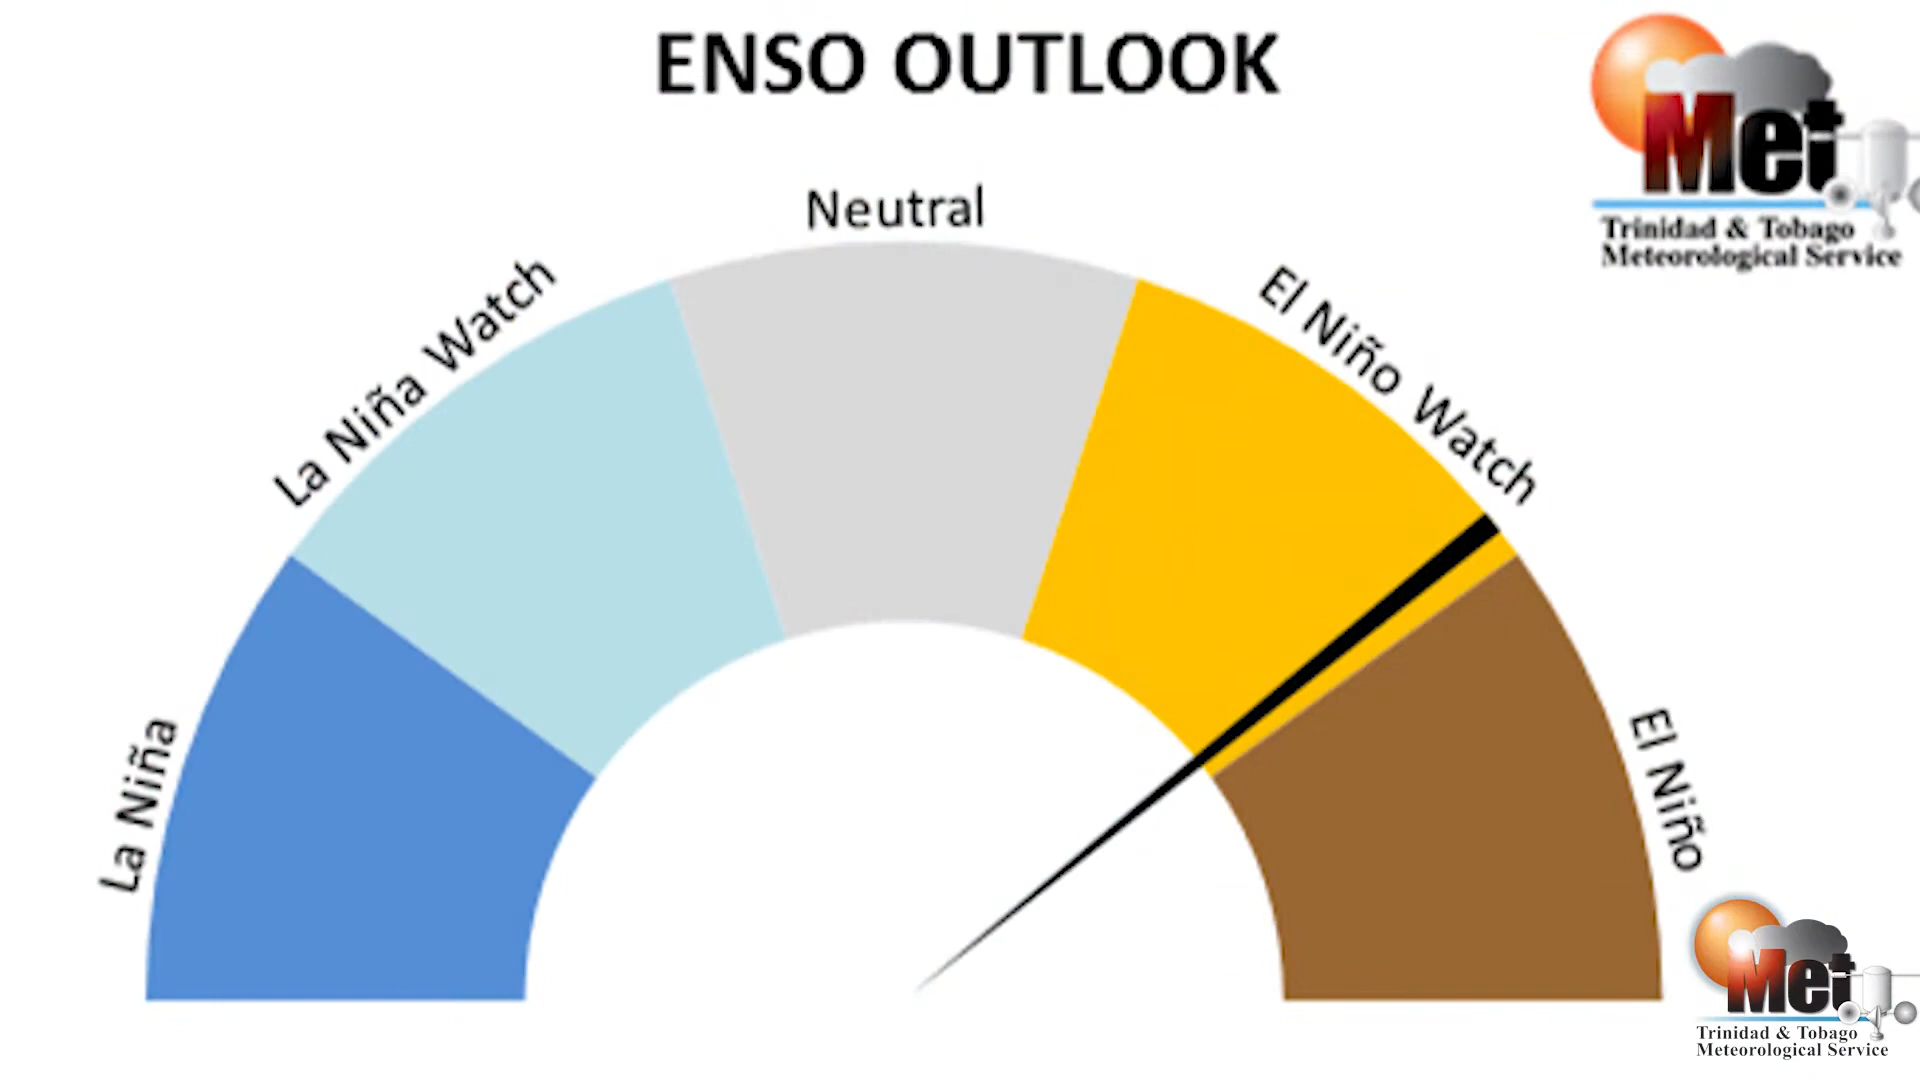 ENSO OUTLOOK
Met
Trinidad & Tobago
Meteorological Service
Neutral
La Niña Watch
El Niño Watch
La Niña
El Niño
Met
Trinidad & Tobago
Meteorological Service